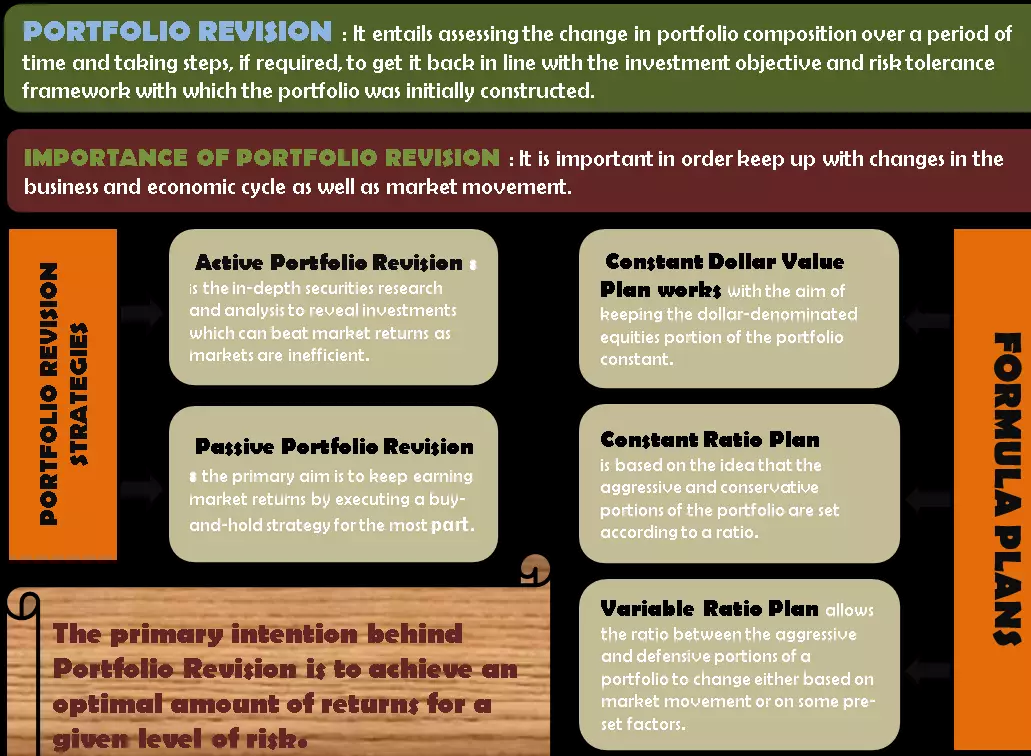 PORTFOLIO REVISION : It entails assessing the change in portfolio composition over a period of
time and taking steps, if required, to get it back in line with the investment objective and risk tolerance
framework with which the portfolio was initially constructed.
IMPORTANCE OF PORTFOLIO REVISION : It is important in order keep up with changes in the
business and economic cycle as well as market movement.
PORTFOLIO REVISION
STRATEGIES
Active Portfolio Revision :
is the in-depth securities research
and analysis to reveal investments
which can beat market returns as
markets are inefficient.
Passive Portfolio Revision
: the primary aim is to keep earning
market returns by executing a buy-
and-hold strategy for the most part.
The primary intention behind
Portfolio Revision is to achieve an
optimal amount of returns for a
given level of risk.
FORMULA PLANS
Constant Dollar Value
Plan works with the aim of
keeping the dollar-denominated
equities portion of the portfolio
constant.
Constant Ratio Plan
is based on the idea that the
aggressive and conservative
portions of the portfolio are set
according to a ratio.
Variable Ratio Plan allows
the ratio between the aggressive
and defensive portions of a
portfolio to change either based on
market movement or on some pre-
set factors.